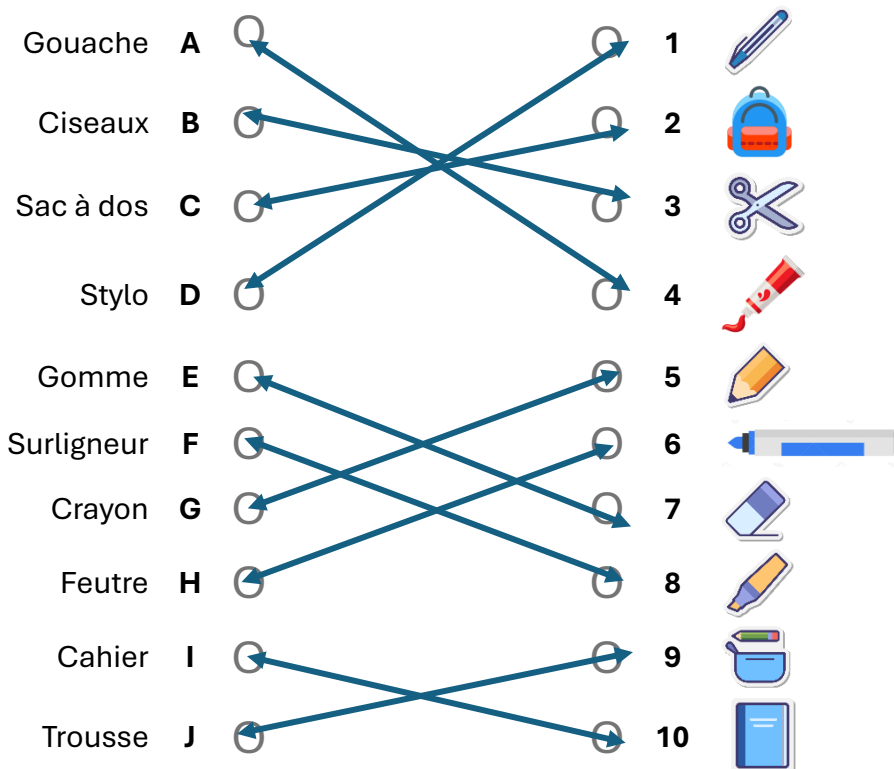 Gouache A O O 1
Ciseaux B O O 2
Sac à dos C O O 3
Stylo D O O 4
Gomme E O O 5
Surligneur F O O 6
Crayon G O O 7
Feutre H O O 8
Cahier I O O 9
Trousse J O O 10